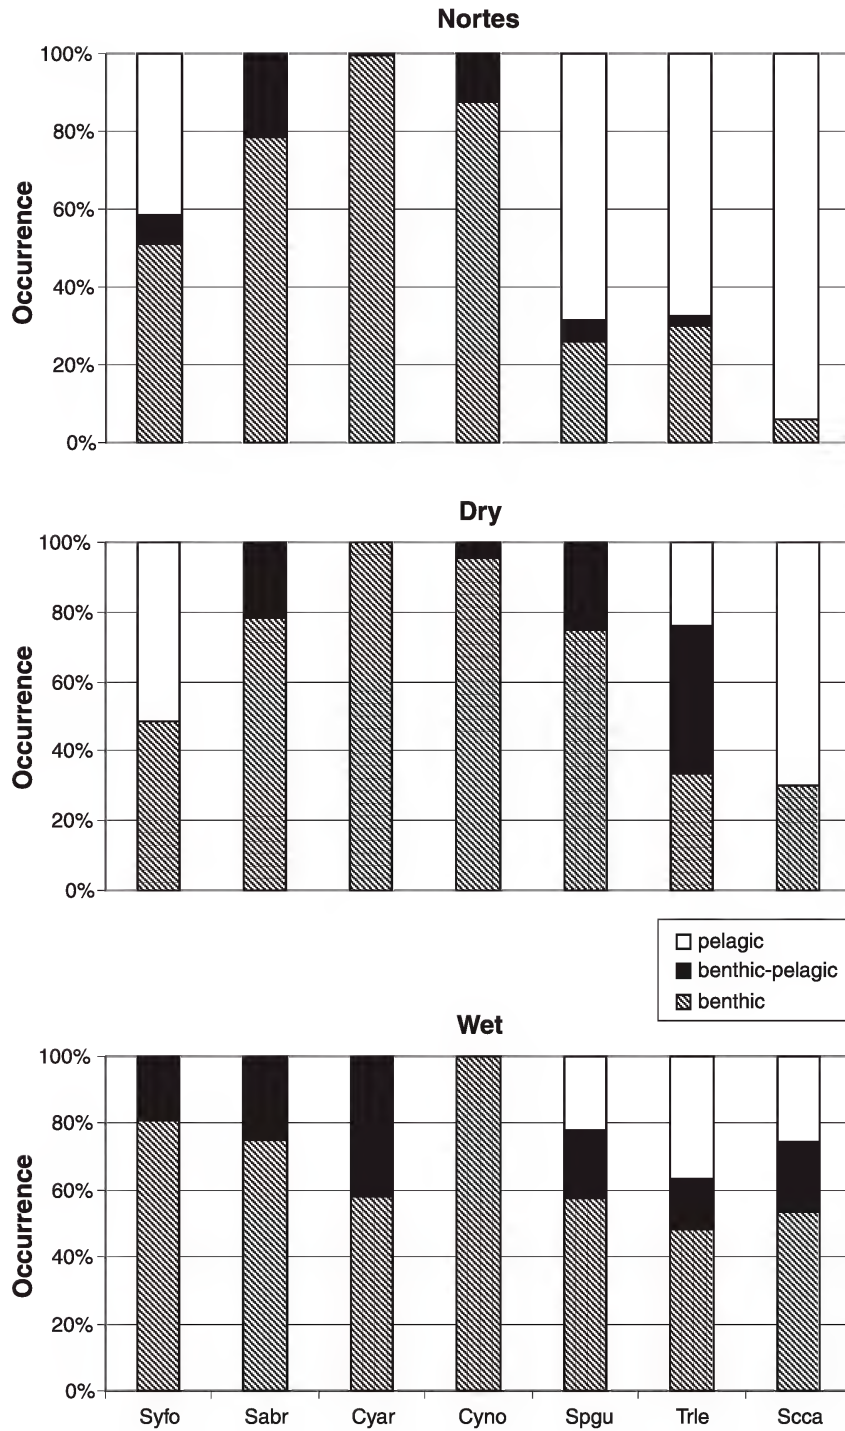 Nortes
100%
80%
60%
40%
20%
0%
Occurrence
Dry
100%
80%
60%
40%
20%
0%
Occurrence
pelagic
benthic-pelagic
benthic
Wet
100%
80%
60%
40%
20%
0%
Occurrence
Syfo Sabr Cyar Cyno Spgu Trle Scca